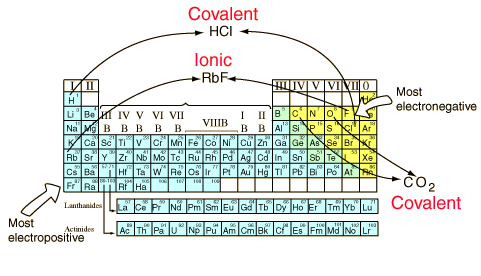 Covalent
HCl
Ionic
RbF
I II III IV V VI VII 0
H
Li Be B C N O F
Most
electronegative
Na Mg III IV V VI VII VIIIB I II Al Si P S Cl Ar
B B B B B B B
K Ca Sc Ti V Cr Mn Fe Co Ni Cu Zn Ga Ge As Se Br Kr
Rb Sr Y Zr Nb Mo Tc Ru Rh Pd Ag Cd In Sn Sb Te I Xe
Cs Ba 57-71 Hf Ta W Re Os Ir Pt Au Hg Tl Pb Bi Po At Rn
Fr Ra 89-103 Rf Ha
CO2
Covalent
Most
electropositive
Lanthanides La Ce Pr Nd Pm Sm Eu Gd Tb Dy Ho Er Tm Yb Lu
Actinides Ac Th Pa U Np Pu Am Cm Bk Cf Es Fm Md No Lr